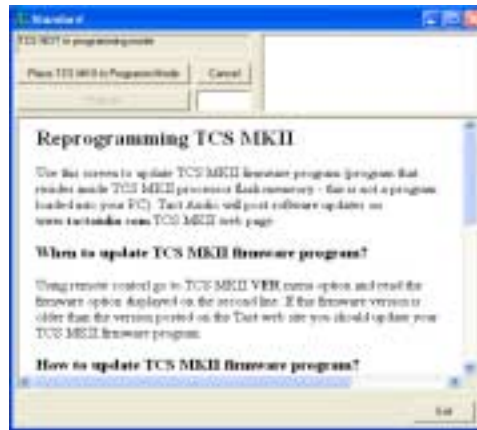 Standard
TCS NOT in programming mode
Place TCS MKII in Program Mode
Cancel
Program
Reprogramming TCS MKII
Use this screen to update TCS MKII firmware program (program that
resides inside TCS MKII processor flash memory - this is not a program
loaded into your PC). Tact Audio will post software updates on
www.tactaudio.com TCS MKII web page.
When to update TCS MKII firmware program?
Using remote control go to TCS MKII VER menu option and read the
firmware option displayed on the second line. If this firmware version is
older than the version posted on the Tact web site you should update your
TCS MKII firmware program.
How to update TCS MKII firmware program?
Exit